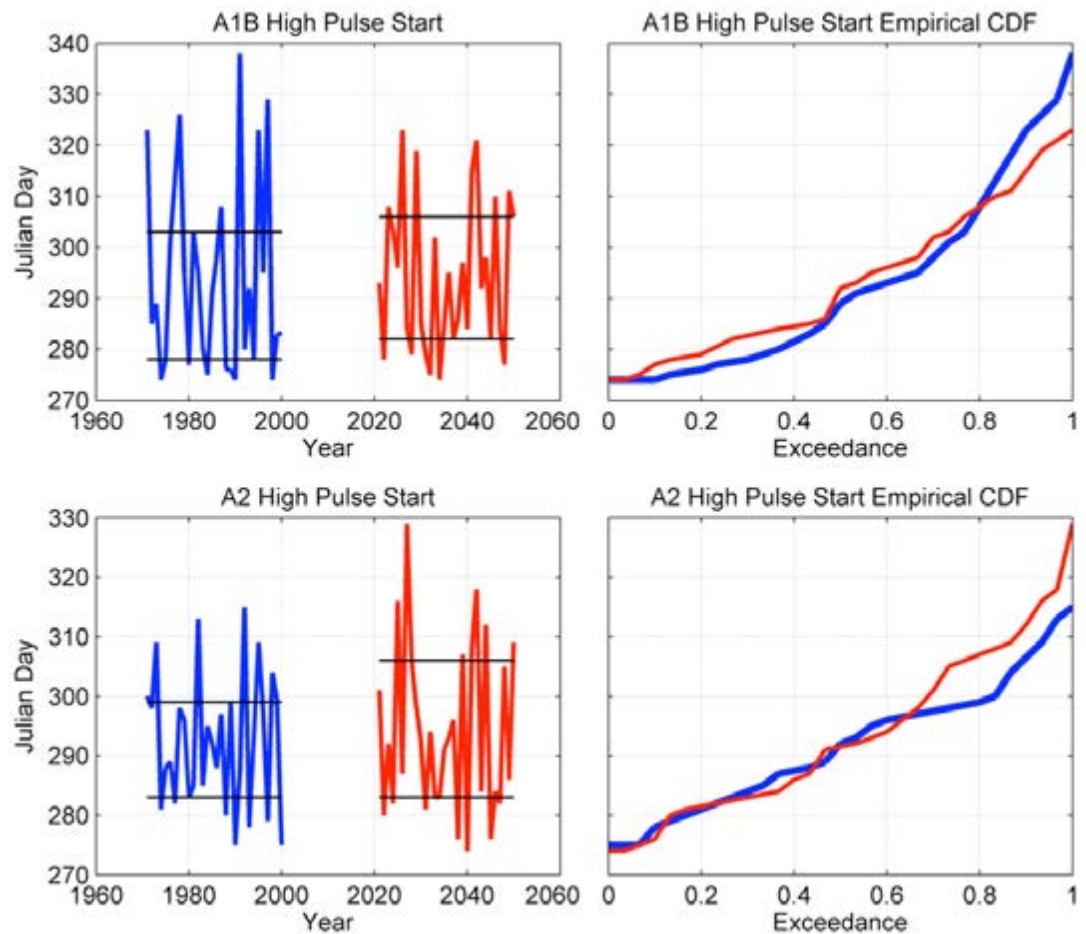 A1B High Pulse Start
340
330
320
310
300
290
280
270
Julian Day
1960 1980 2000 2020 2040 2060
Year
A1B High Pulse Start Empirical CDF
0 0.2 0.4 0.6 0.8 1
Exceedance
A2 High Pulse Start
330
320
310
300
290
280
270
Julian Day
1960 1980 2000 2020 2040 2060
Year
A2 High Pulse Start Empirical CDF
0 0.2 0.4 0.6 0.8 1
Exceedance